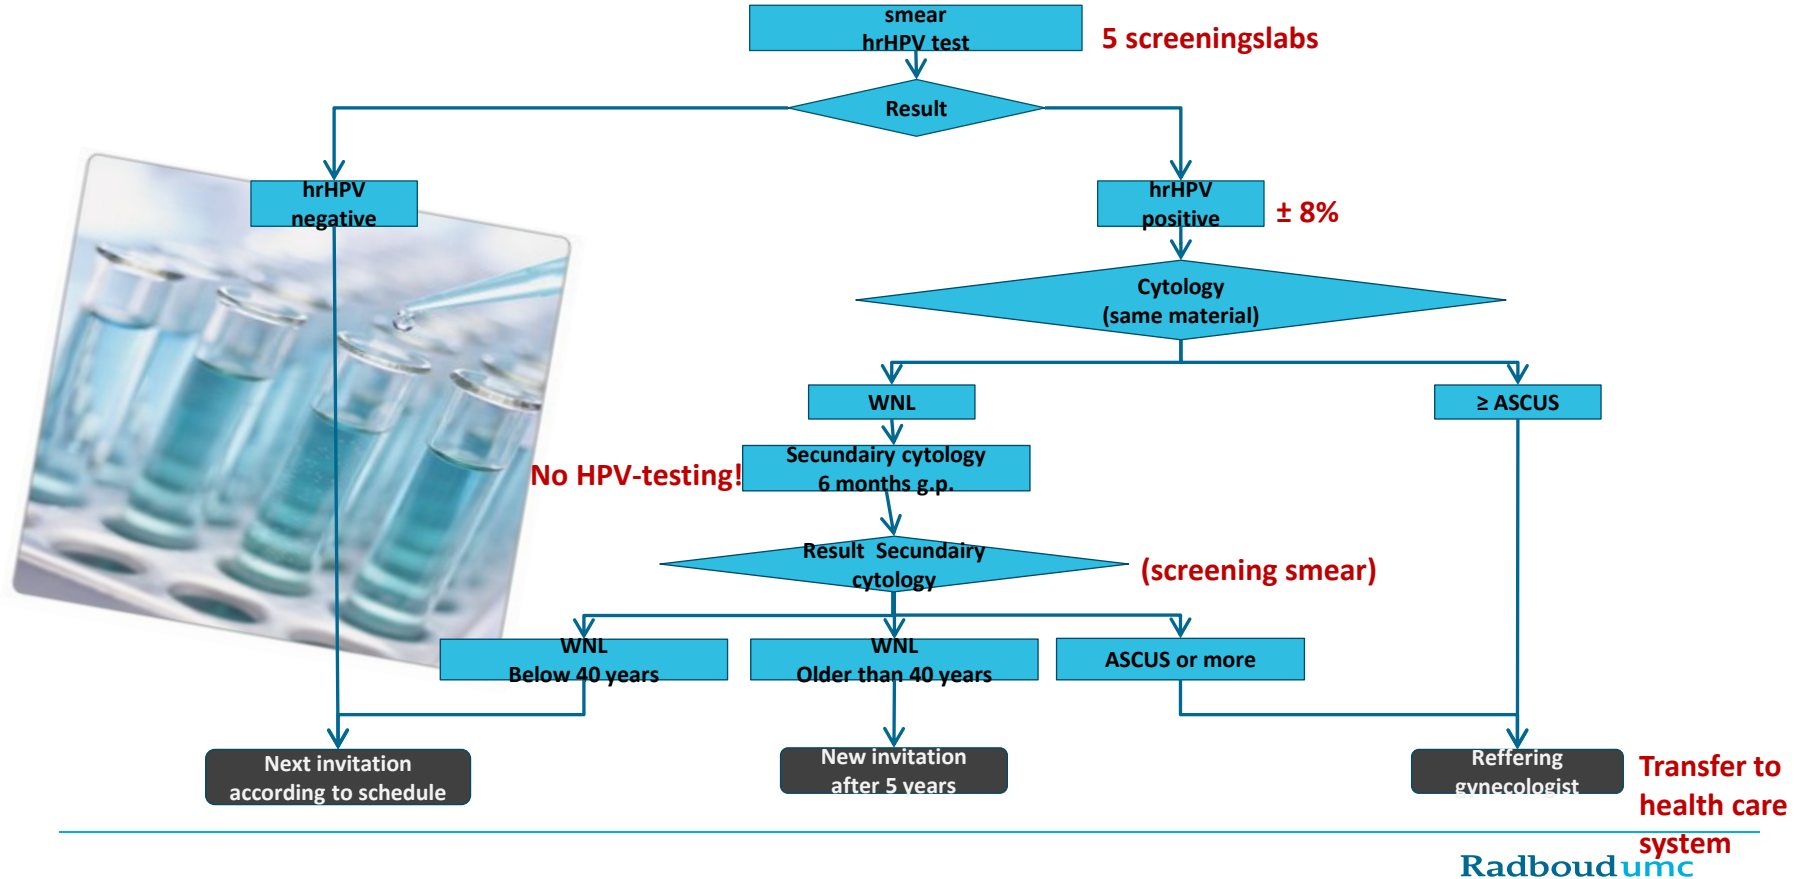 smear
hrHPV test
5 screeningslabs
Result
hrHPV
negative
hrHPV
positive
± 8%
Cytology
(same material)
WNL
≥ ASCUS
No HPV-testing!
Secundairy cytology
6 months g.p.
Result Secundairy
cytology
(screening smear)
WNL
Below 40 years
WNL
Older than 40 years
ASCUS or more
Next invitation
according to schedule
New invitation
after 5 years
Reffering
gynecologist
Transfer to
health care
system
Radboudumc